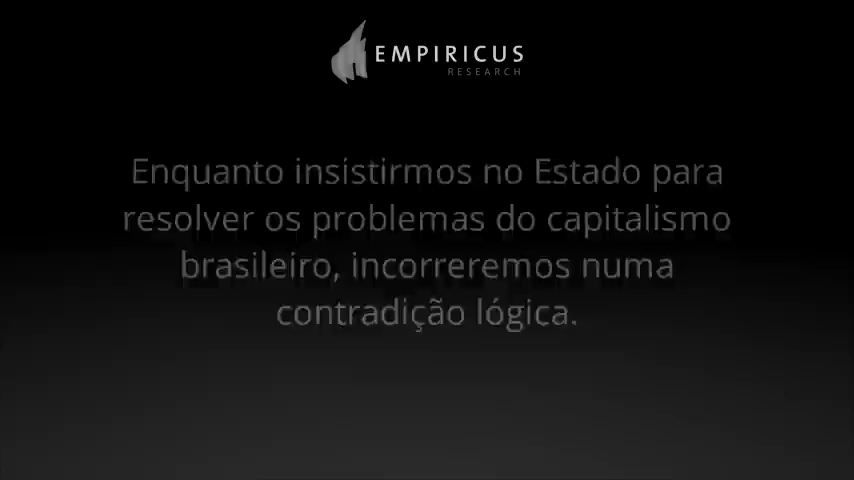 EMPIRICUS
RESEARCH
Enquanto insistirmos no Estado para
resolver os problemas do capitalismo
brasileiro, incorreremos numa
contradição lógica.